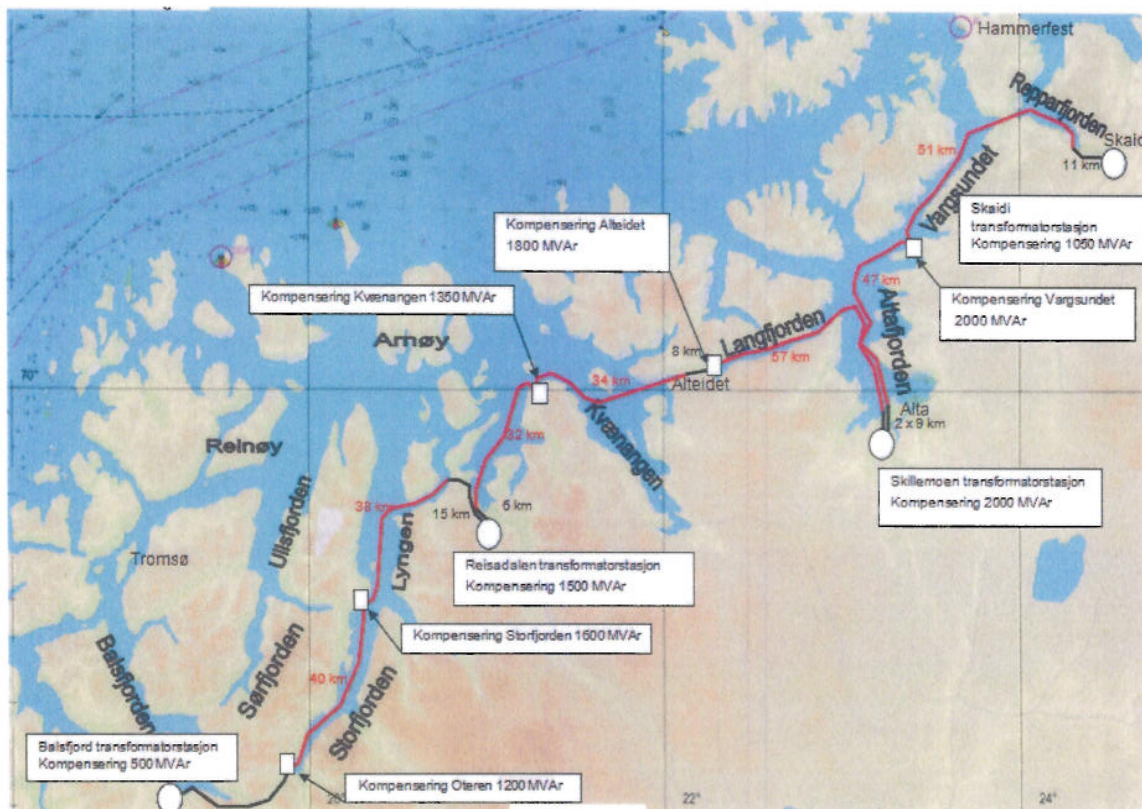 Hammerfest
Repparfjorden
Skaid
51 km
11 km
Vargsundet
Kompensering Alteidet
1800 MVAr
Skaidi
transformatorstasjon
Kompensering 1050 MVAr
47 km
Kompensering Kvænangen 1350 MVAr
Altafjorden
Kompensering Vargsundet
2000 MVAr
Arnøy
Langfjorden
8 km
57 km
70°
34 km
Alteidet
Kvænangen
Alta
2 x 9 km
32 km
Reinøy
Skillemoen transformatorstasjon
Kompensering 2000 MVAr
38 km
15 km
6 km
Ullsfjorden
Lyngen
Tromsø
Reisadalen transformatorstasjon
Kompensering 1500 MVAr
Kompensering Storfjorden 1600 MVAr
Balsfjorden
Sørfjorden
40 km
Storfjorden
Balsfjord transformatorstasjon
Kompensering 500 MVAr
Kompensering Oteren 1200 MVAr
20°
22°
24°